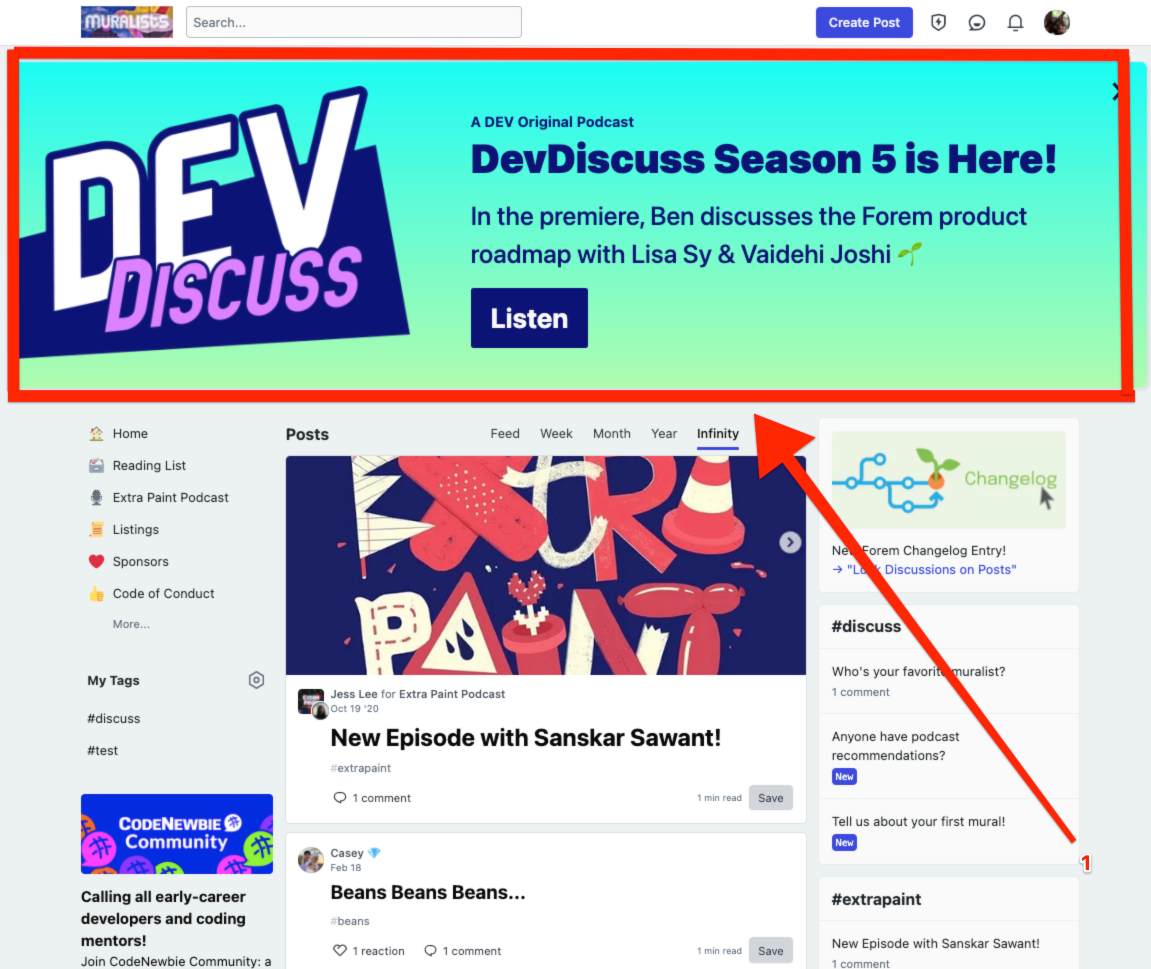 MURALISTS
Search...
Create Post
DEV
DISCUSS
A DEV Original Podcast
DevDiscuss Season 5 is Here!
In the premiere, Ben discusses the Forem product
roadmap with Lisa Sy & Vaidehi Joshi 🌱
Listen
Home
Reading List
Extra Paint Podcast
Listings
Sponsors
Code of Conduct
More...
My Tags
#discuss
#test
CODENEWBIE
Community
Calling all early-career
developers and coding
mentors!
Join CodeNewbie Community: a
Posts
Feed Week Month Year Infinity
EXTRA
PAINT
Jess Lee for Extra Paint Podcast
Oct 19 '20
New Episode with Sanskar Sawant!
#extrapaint
1 comment 1 min read Save
Casey 💎
Feb 18
Beans Beans Beans...
#beans
1 reaction 1 comment 1 min read Save
Changelog
New Forem Changelog Entry!
→ "Lock Discussions on Posts"
#discuss
Who's your favorite muralist?
1 comment
Anyone have podcast
recommendations?
New
Tell us about your first mural!
New
1
#extrapaint
New Episode with Sanskar Sawant!
1 comment